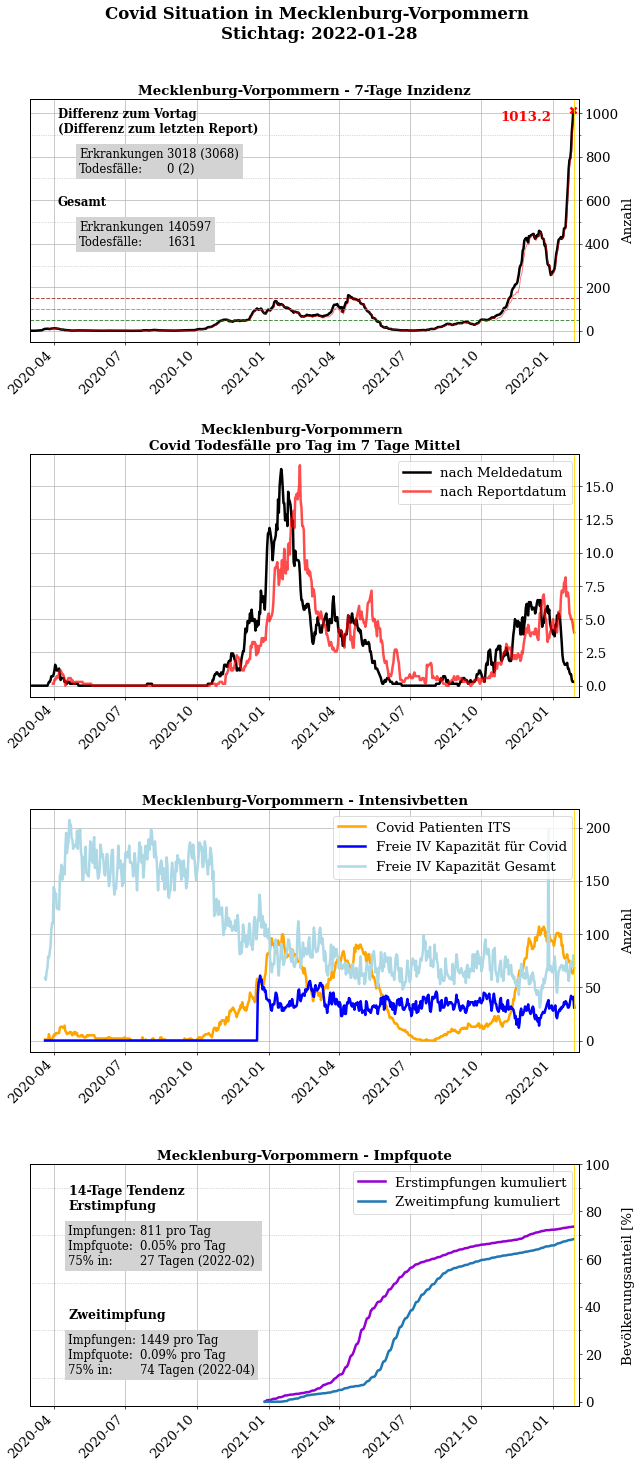 Covid Situation in Mecklenburg-Vorpommern
Stichtag: 2022-01-28
Mecklenburg-Vorpommern - 7-Tage Inzidenz
Differenz zum Vortag
(Differenz zum letzten Report)
Erkrankungen 3018 (3068)
Todesfälle: 0 (2)
Gesamt
Erkrankungen 140597
Todesfälle: 1631
1013.2
1000
800
600
400
200
0
Anzahl
2020-04
2020-07
2020-10
2021-01
2021-04
2021-07
2021-10
2022-01
Mecklenburg-Vorpommern
Covid Todesfälle pro Tag im 7 Tage Mittel
nach Meldedatum
nach Reportdatum
15.0
12.5
10.0
7.5
5.0
2.5
0.0
2020-04
2020-07
2020-10
2021-01
2021-04
2021-07
2021-10
2022-01
Mecklenburg-Vorpommern - Intensivbetten
Covid Patienten ITS
Freie IV Kapazität für Covid
Freie IV Kapazität Gesamt
200
150
100
50
0
Anzahl
2020-04
2020-07
2020-10
2021-01
2021-04
2021-07
2021-10
2022-01
Mecklenburg-Vorpommern - Impfquote
14-Tage Tendenz
Erstimpfung
Impfungen: 811 pro Tag
Impfquote: 0.05% pro Tag
75% in: 27 Tagen (2022-02)
Zweitimpfung
Impfungen: 1449 pro Tag
Impfquote: 0.09% pro Tag
75% in: 74 Tagen (2022-04)
Erstimpfungen kumuliert
Zweitimpfung kumuliert
100
80
60
40
20
0
Bevölkerungsanteil [%]
2020-04
2020-07
2020-10
2021-01
2021-04
2021-07
2021-10
2022-01